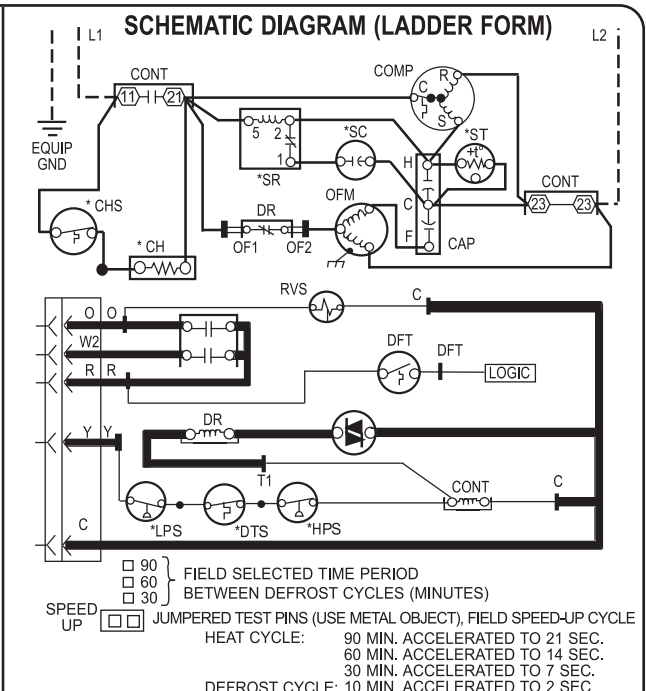 SCHEMATIC DIAGRAM (LADDER FORM)
L1
L2
CONT
11
21
COMP
R
C
S
EQUIP
GND
5
2
1
*SR
*SC
*ST
+t°
H
C
F
CAP
CONT
23
23
OFM
* CHS
* CH
DR
OF1
OF2
RVS
C
O O
W2
R R
DFT
DFT
LOGIC
DR
Y Y
T1
CONT
C
*LPS
*DTS
*HPS
C
90
60
30
FIELD SELECTED TIME PERIOD
BETWEEN DEFROST CYCLES (MINUTES)
SPEED
UP
JUMPERED TEST PINS (USE METAL OBJECT), FIELD SPEED-UP CYCLE
HEAT CYCLE: 90 MIN. ACCELERATED TO 21 SEC.
60 MIN. ACCELERATED TO 14 SEC.
30 MIN. ACCELERATED TO 7 SEC.
DEFROST CYCLE: 10 MIN. ACCELERATED TO 2 SEC.